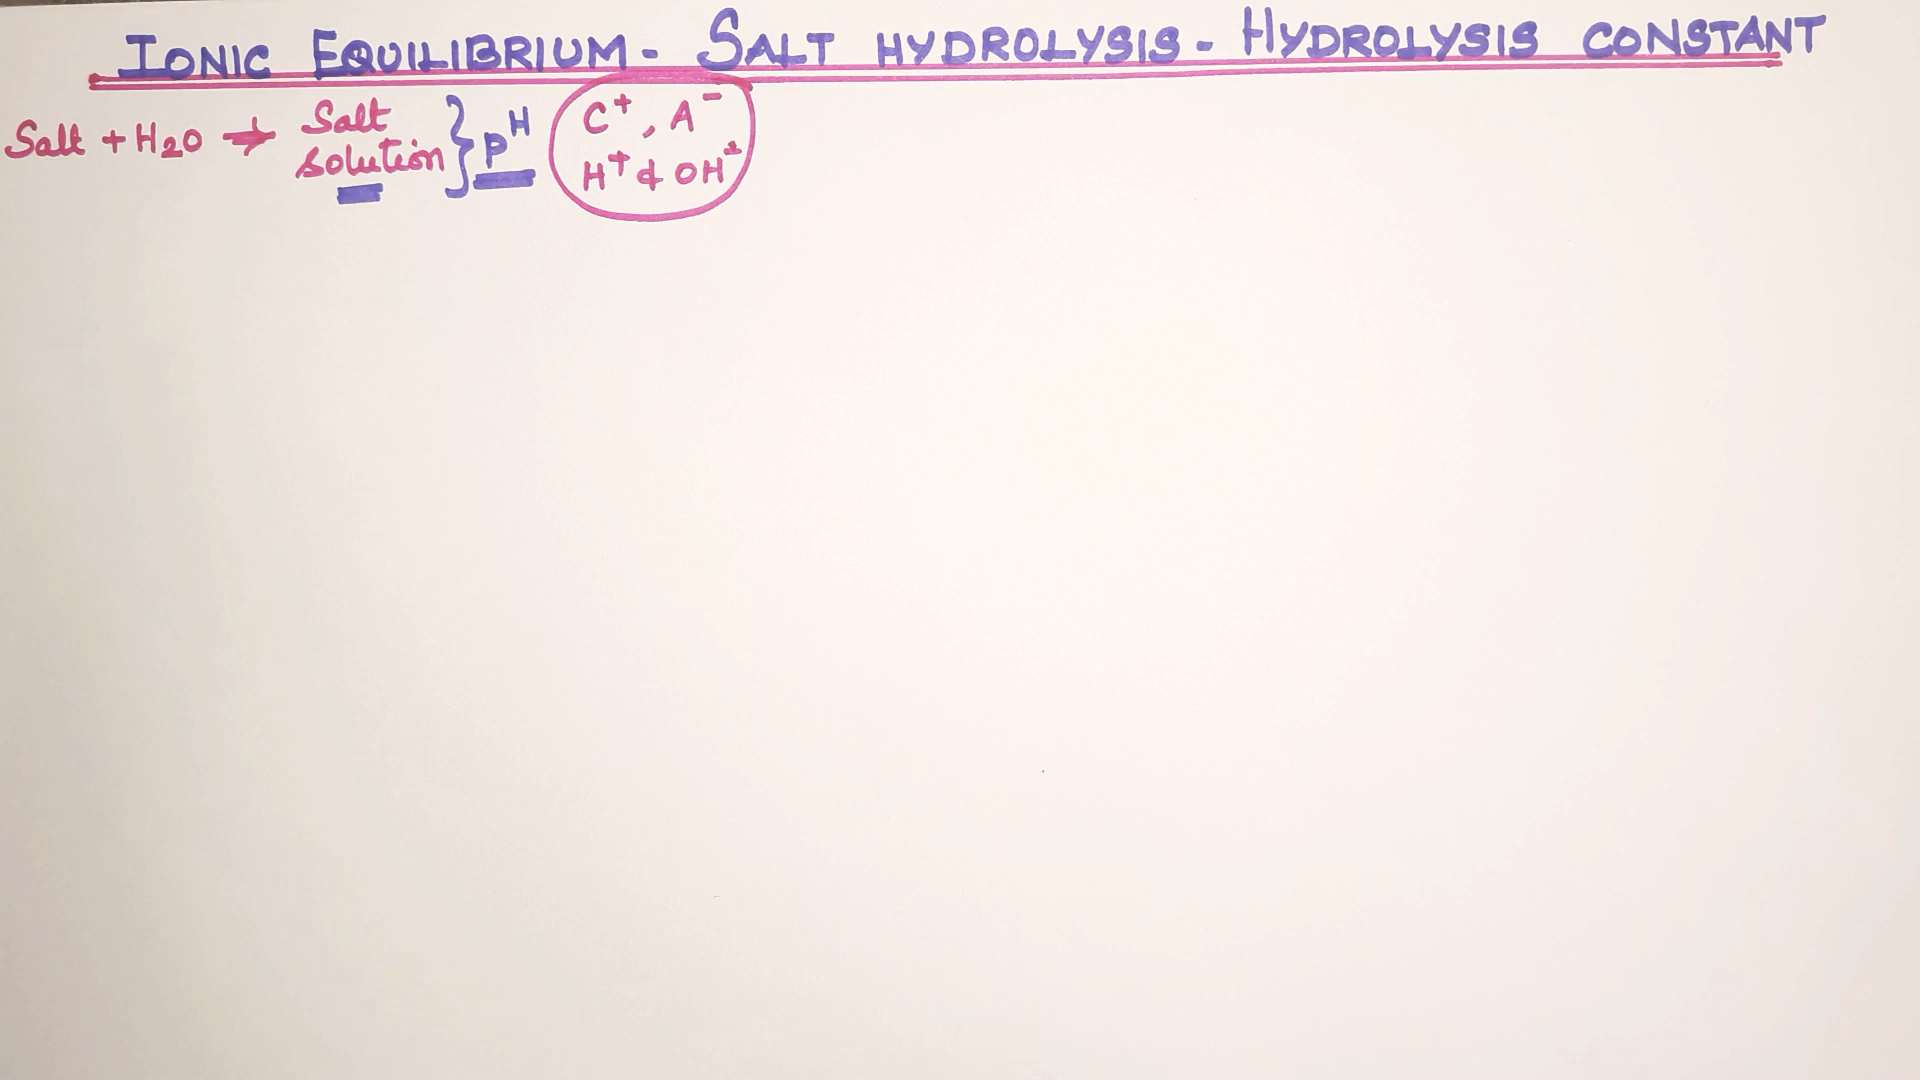 IONIC EQUILIBRIUM - SALT HYDROLYSIS - HYDROLYSIS CONSTANT
Salt + H2O → Salt solution } pH
C+, A-
H+ & OH-